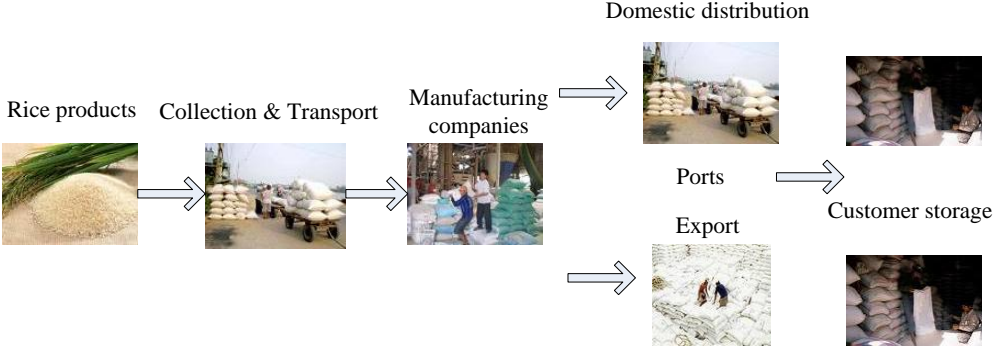 Domestic distribution
Rice products
Collection & Transport
Manufacturing
companies
Ports
Export
Customer storage